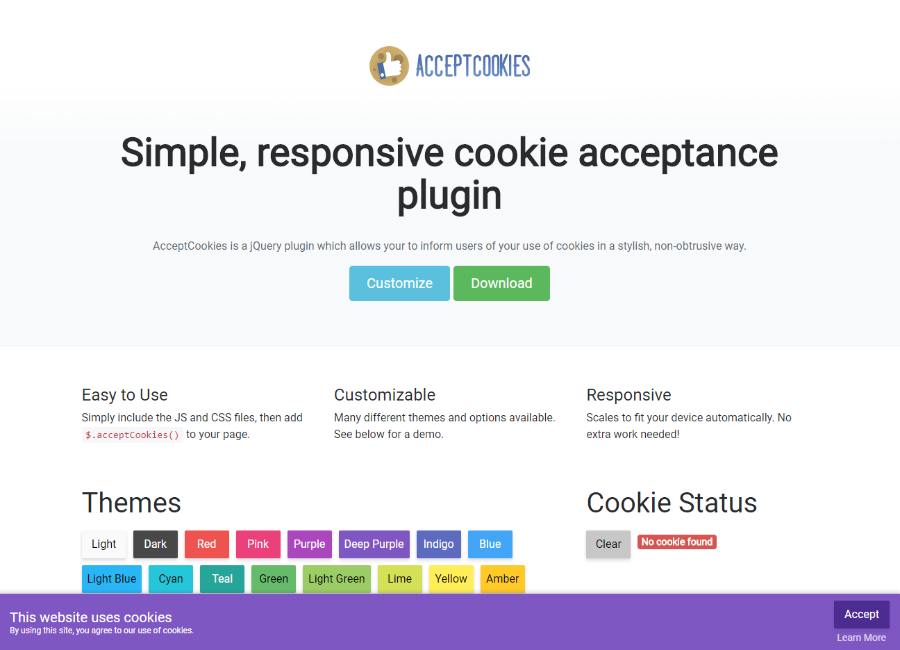 ACCEPTCOOKIES
Simple, responsive cookie acceptance
plugin
AcceptCookies is a jQuery plugin which allows your to inform users of your use of cookies in a stylish, non-obtrusive way.
Customize Download
Easy to Use
Simply include the JS and CSS files, then add
$.acceptCookies() to your page.
Customizable
Many different themes and options available.
See below for a demo.
Responsive
Scales to fit your device automatically. No
extra work needed!
Themes
Light Dark Red Pink Purple Deep Purple Indigo Blue
Light Blue Cyan Teal Green Light Green Lime Yellow Amber
Cookie Status
Clear No cookie found
This website uses cookies
By using this site, you agree to our use of cookies.
Accept
Learn More